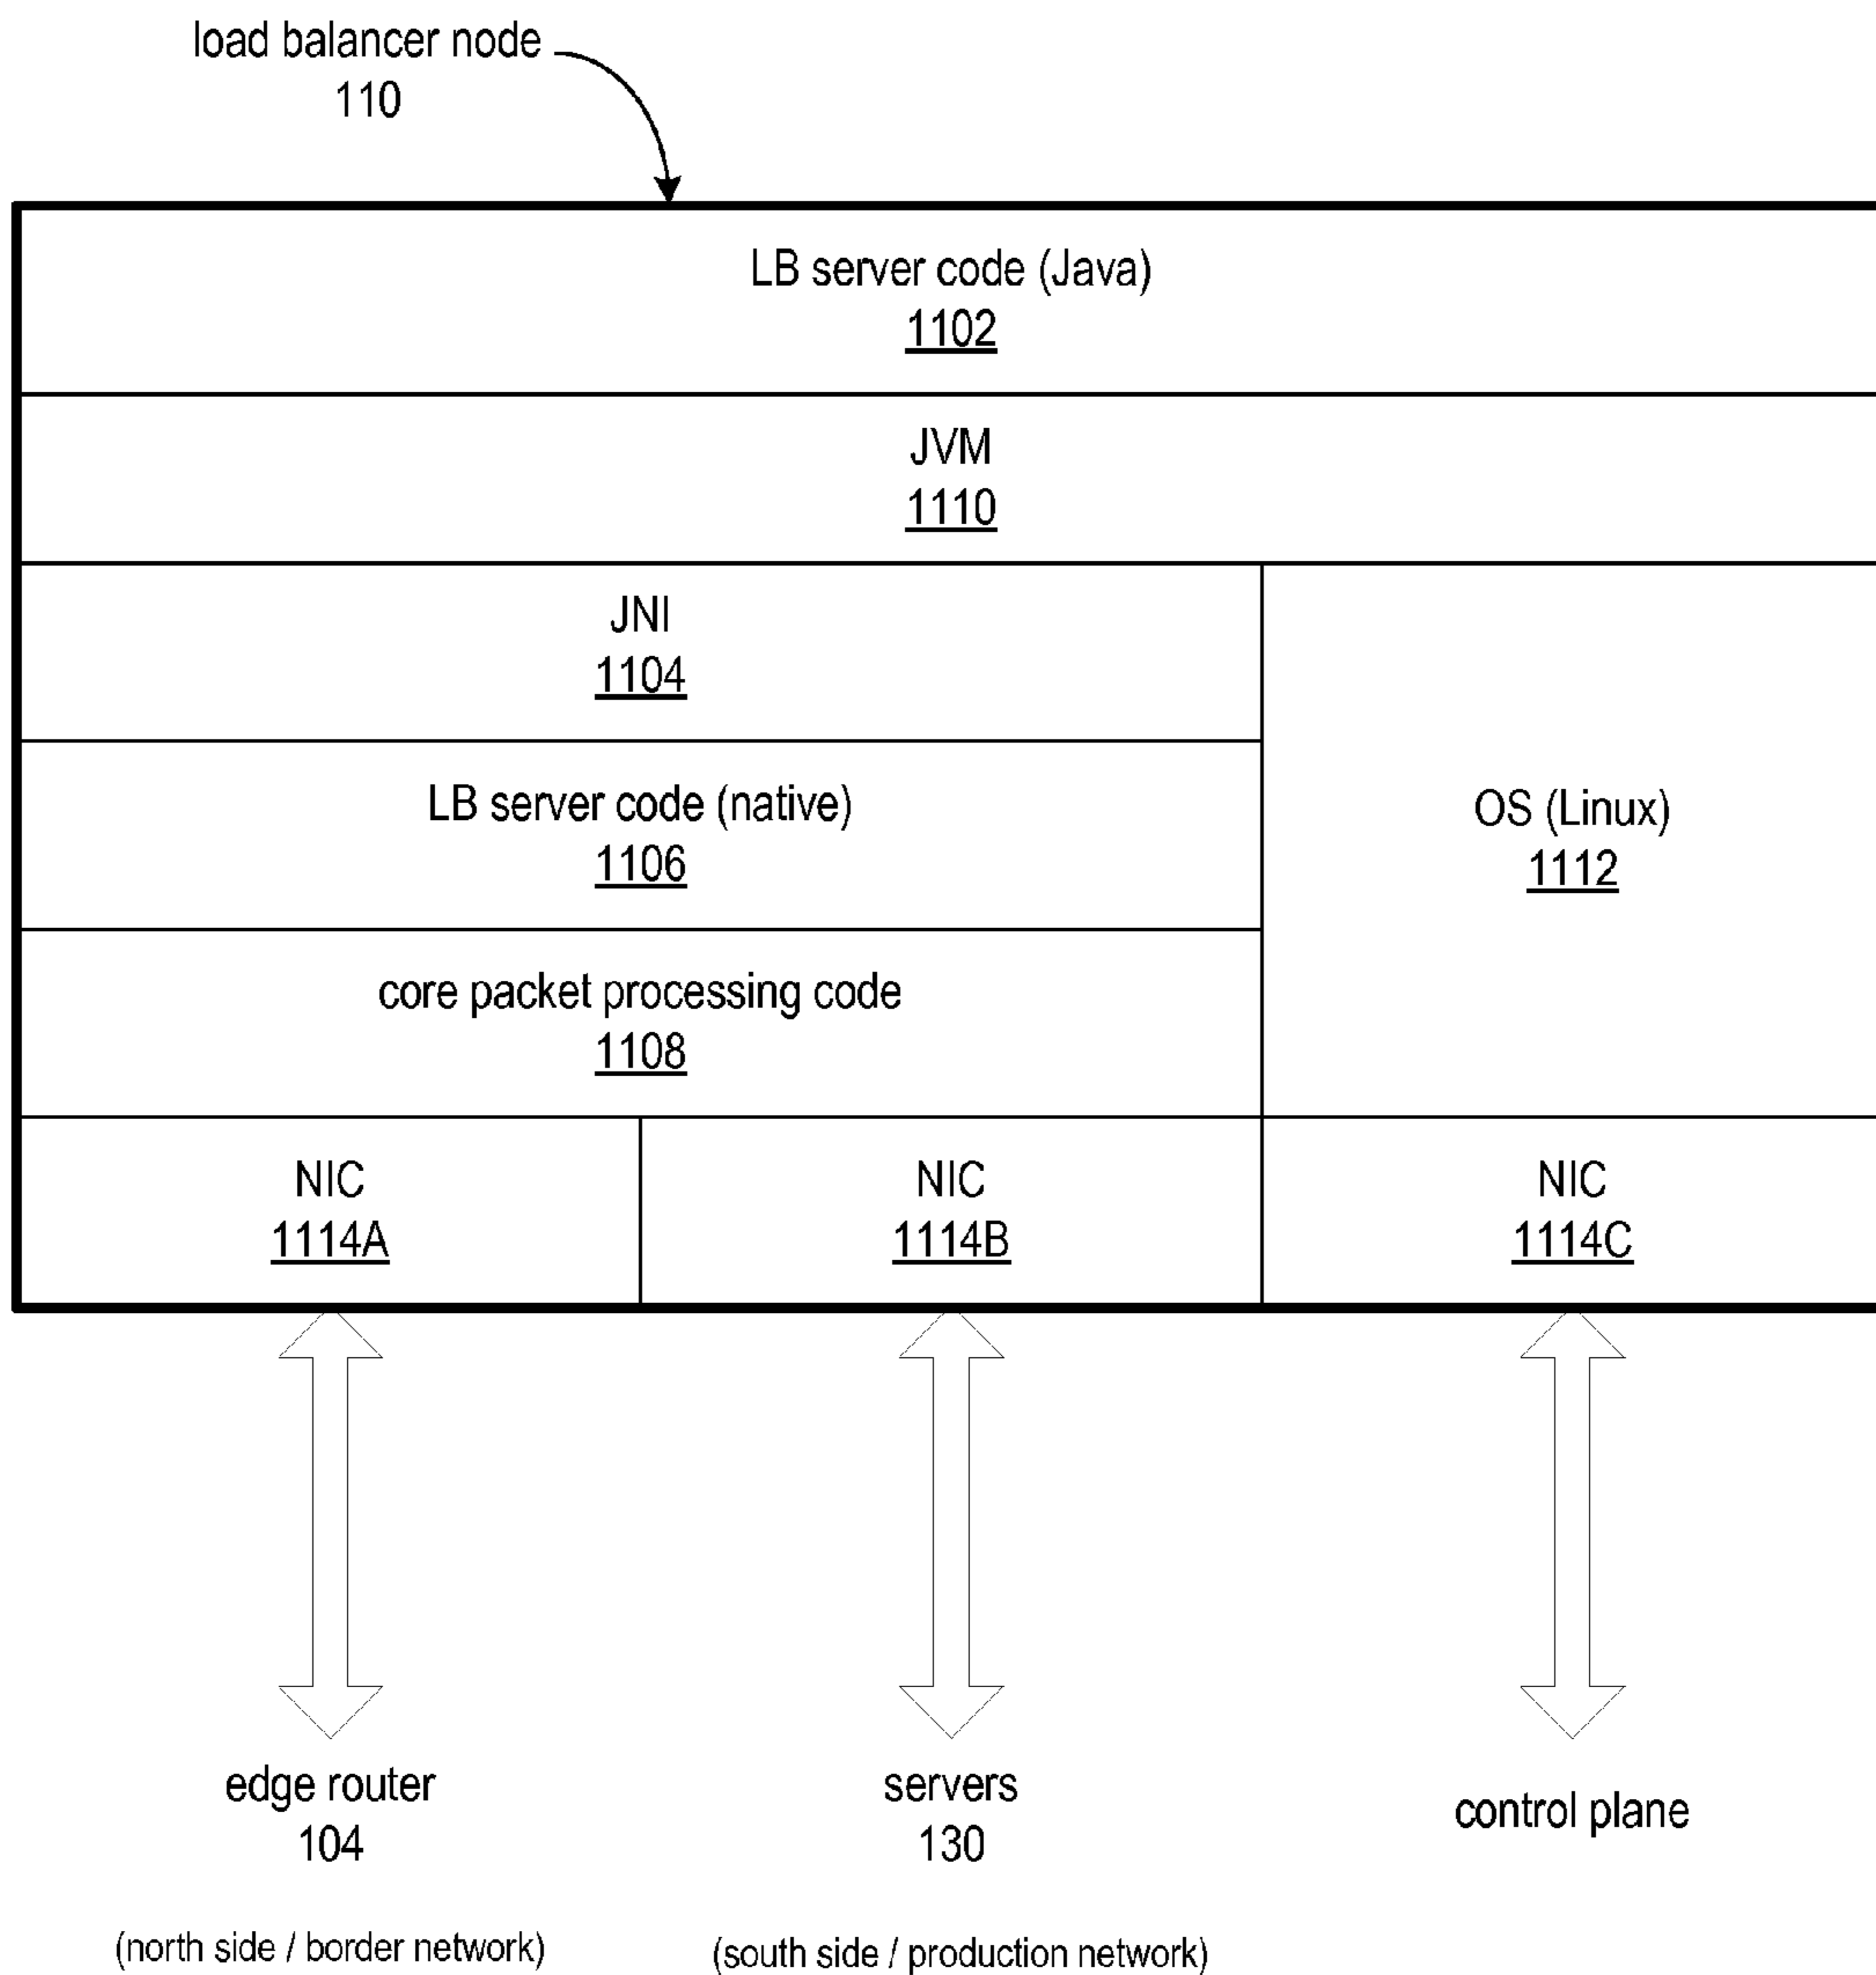 load balancer node
110
LB server code (Java)
1102
JVM
1110
JNI
1104
LB server code (native)
1106
OS (Linux)
1112
core packet processing code
1108
NIC
1114A
NIC
1114B
NIC
1114C
edge router
104
servers
130
control plane
(north side / border network)
(south side / production network)